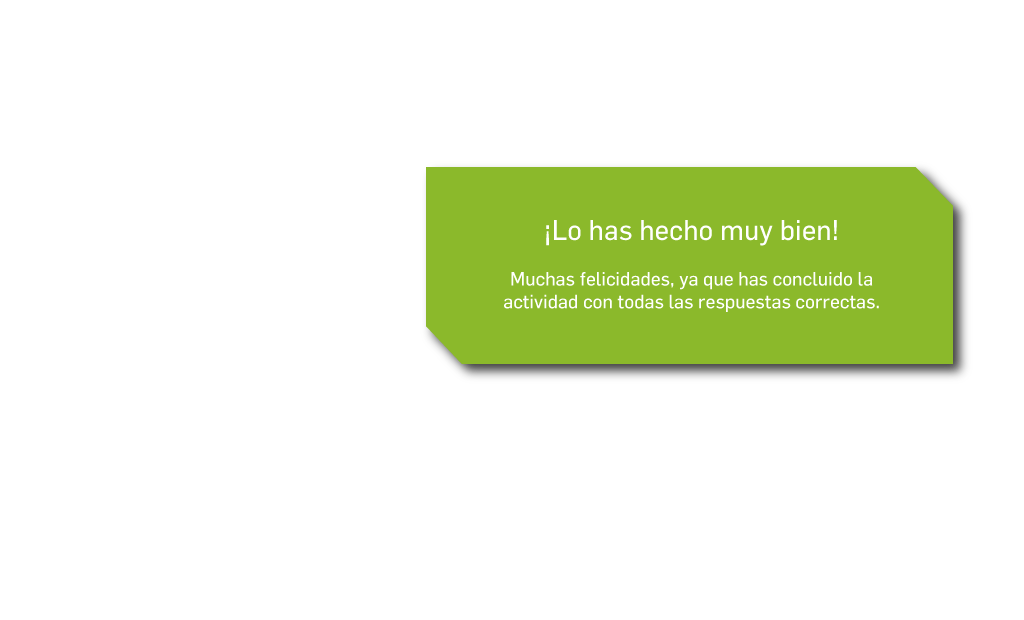 ¡Lo has hecho muy bien!
Muchas felicidades, ya que has concluido la
actividad con todas las respuestas correctas.